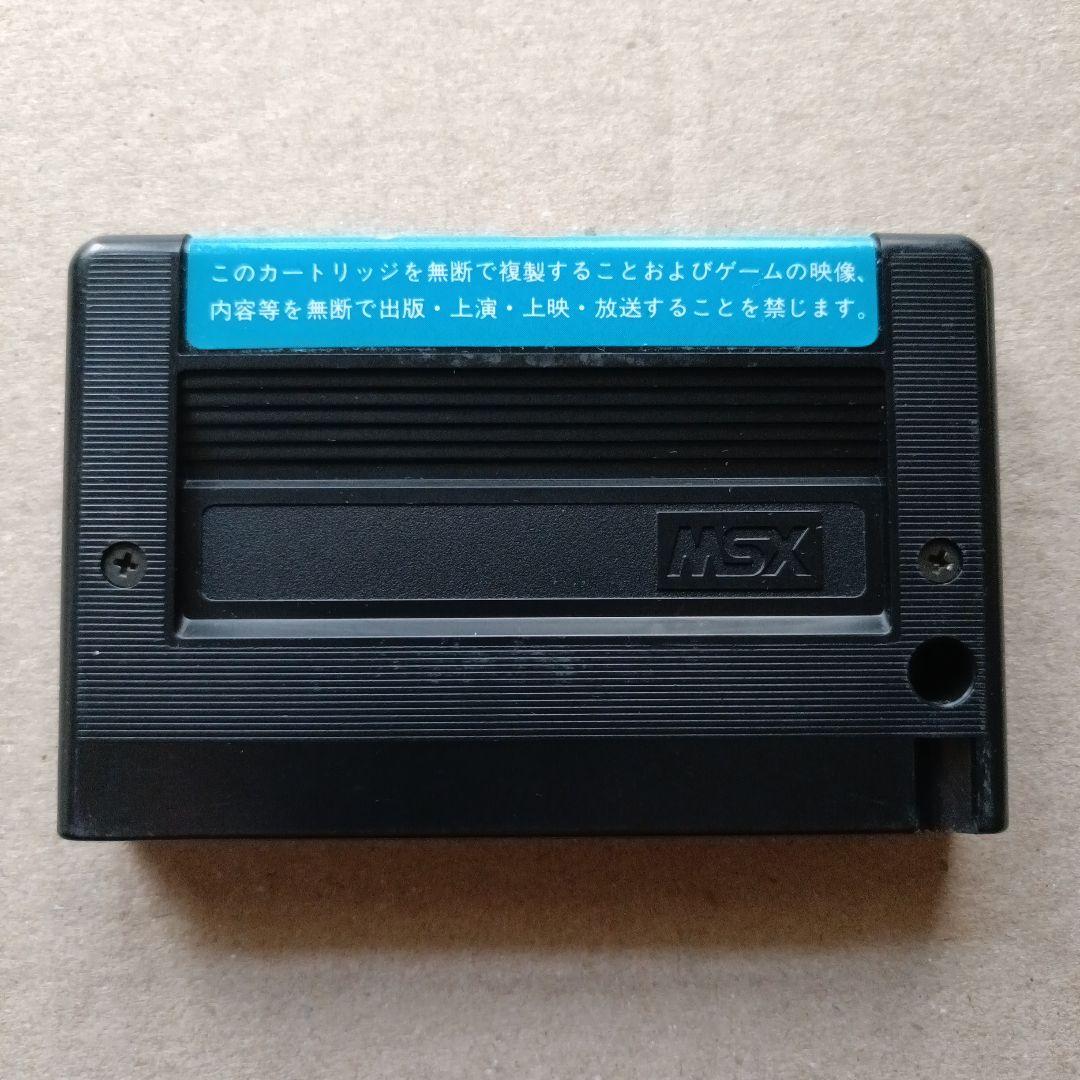 このカートリッジを無断で複製することおよびゲームの映像、
内容等を無断で出版・上演・上映・放送することを禁じます。
MSX